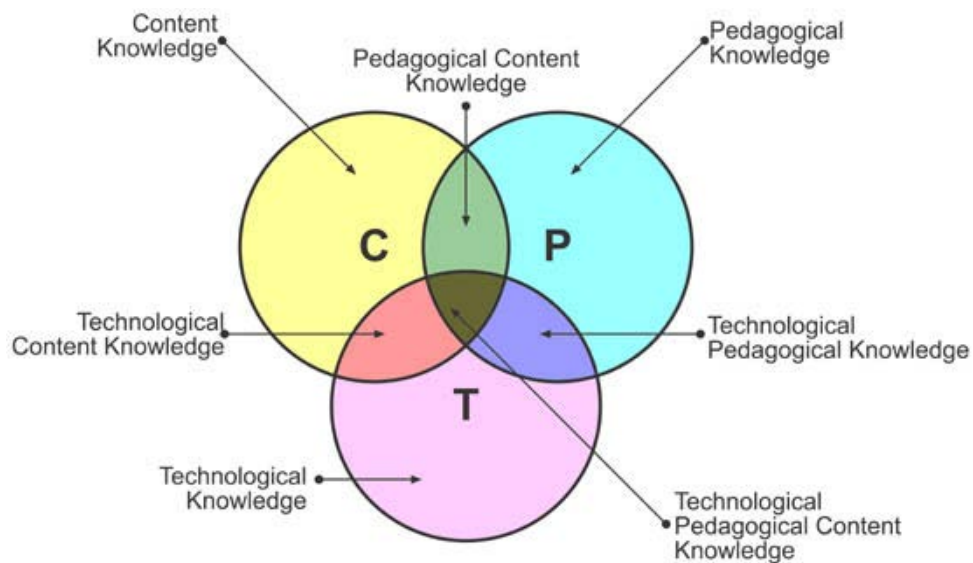 Content
Knowledge
Pedagogical Content
Knowledge
Pedagogical
Knowledge
C
P
Technological
Content Knowledge
Technological
Pedagogical Knowledge
T
Technological
Knowledge
Technological
Pedagogical Content
Knowledge